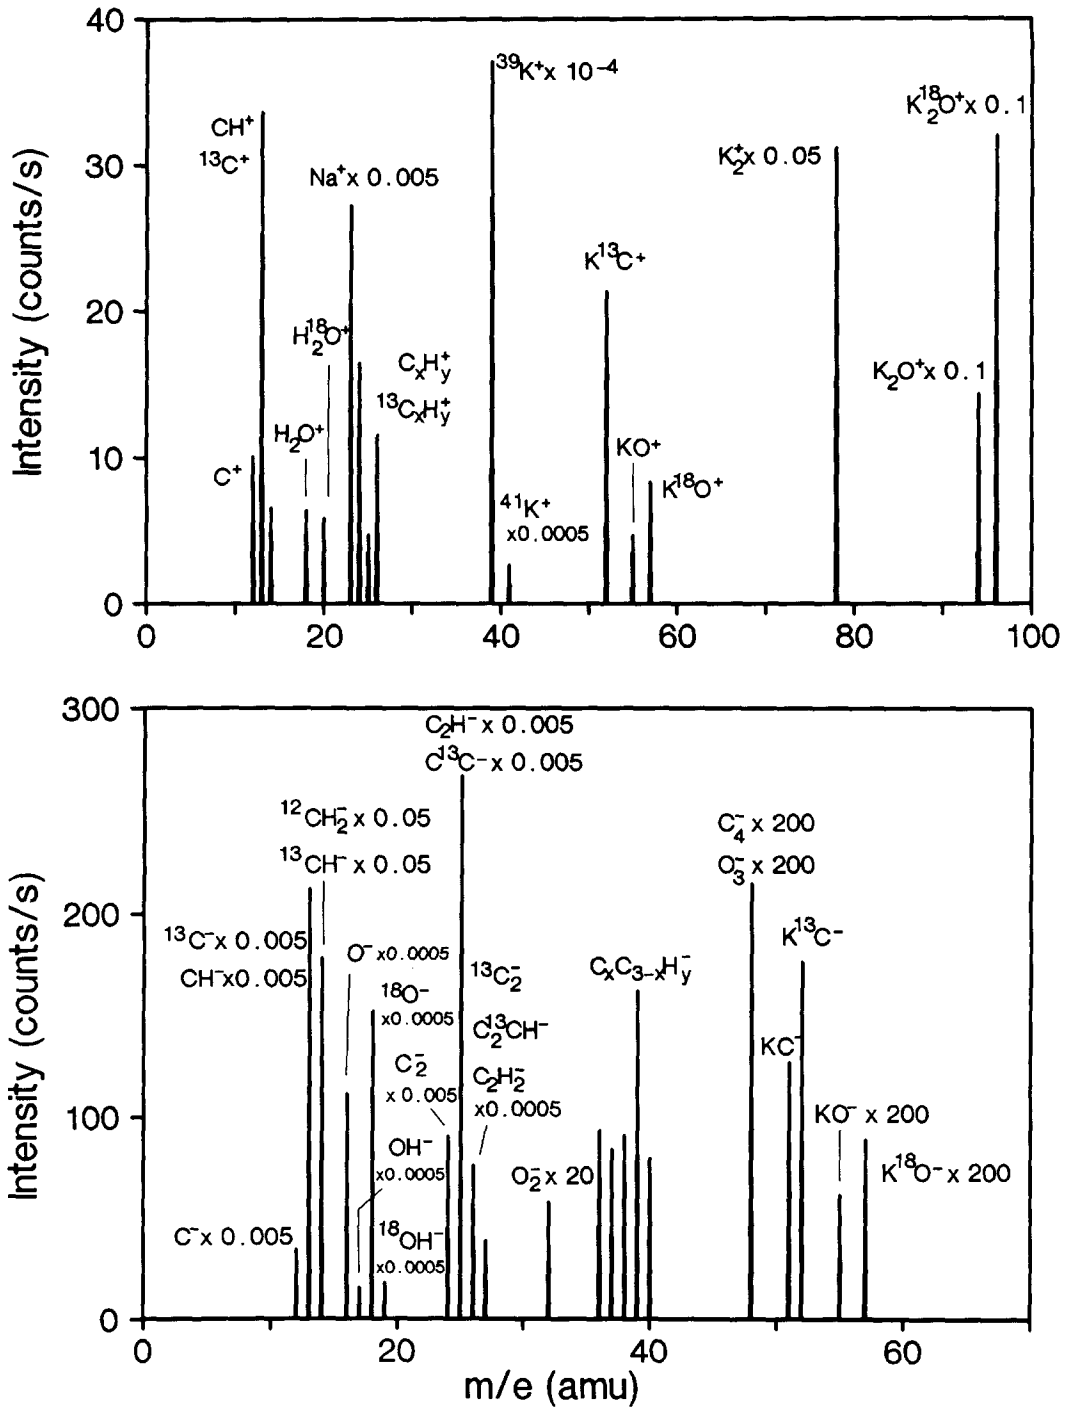 40
³⁹K⁺x 10⁻⁴
K₂¹⁸O⁺x 0.1
CH⁺
¹³C⁺
Na⁺x 0.005
K₂⁺x 0.05
30
K¹³C⁺
Intensity (counts/s)
20
H₂¹⁸O⁺
CₓHᵧ⁺
¹³CₓHᵧ⁺
K₂O⁺x 0.1
H₂O⁺
KO⁺
10
C⁺
K¹⁸O⁺
⁴¹K⁺
x0.0005
0
0 20 40 60 80 100
300
C₂H⁻x 0.005
C¹³C⁻x 0.005
¹²CH₂⁻x 0.05
¹³CH⁻x 0.05
C₄⁻x 200
O₃⁻x 200
200
¹³C⁻x 0.005
CH⁻x0.005
O⁻x0.0005
¹⁸O⁻
x0.0005
¹³C₂⁻
C₂¹³CH⁻
CₓC₃₋ₓHᵧ⁻
K¹³C⁻
Intensity (counts/s)
C₂⁻
x 0.005
C₂H₂⁻
x0.0005
KC⁻
100
OH⁻
x0.0005
O₂⁻x 20
KO⁻ x 200
K¹⁸O⁻x 200
C⁻x 0.005
¹⁸OH⁻
x0.0005
0
0 20 40 60
m/e (amu)